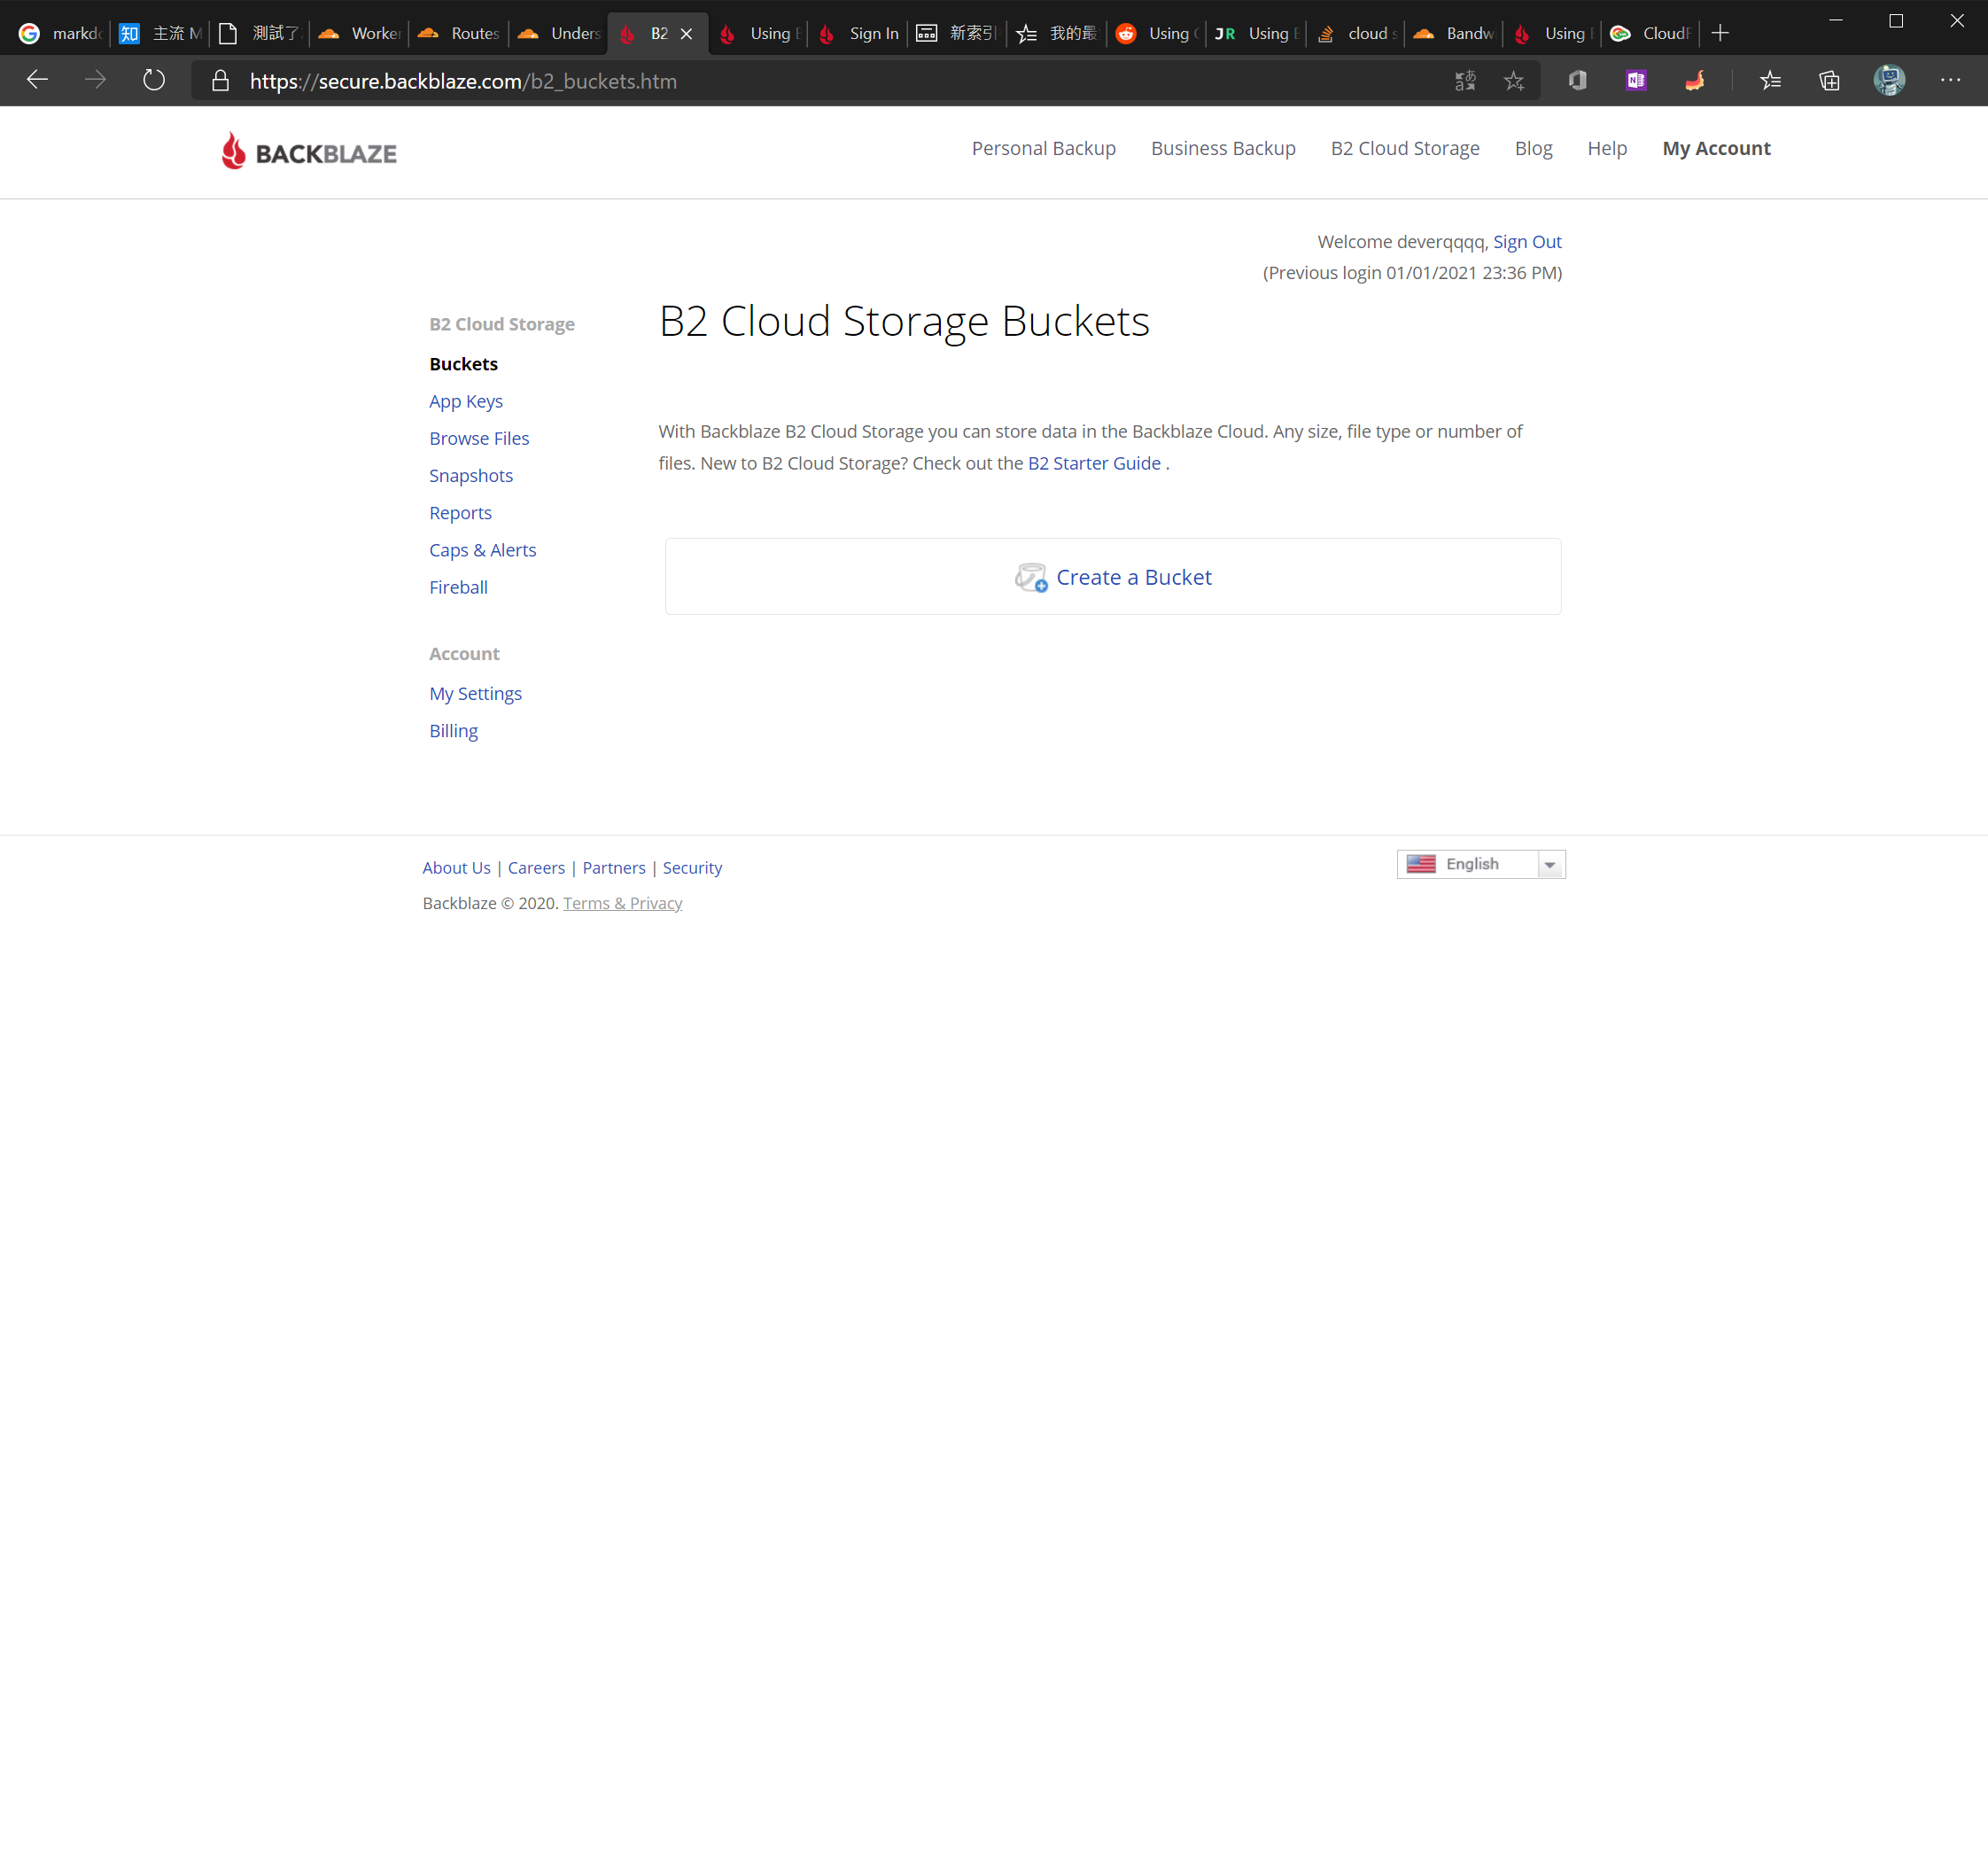 markdo
知 主流 M
測試了
Worker
Routes
Unders
B2
Using
Sign In
新索引
我的最
Using
JR Using
cloud s
Bandw
Using
CloudF
https://secure.backblaze.com/b2_buckets.htm
BACKBLAZE
Personal Backup Business Backup B2 Cloud Storage Blog Help My Account
Welcome deverqqqq, Sign Out
(Previous login 01/01/2021 23:36 PM)
B2 Cloud Storage
Buckets
App Keys
Browse Files
Snapshots
Reports
Caps & Alerts
Fireball
Account
My Settings
Billing
B2 Cloud Storage Buckets
With Backblaze B2 Cloud Storage you can store data in the Backblaze Cloud. Any size, file type or number of
files. New to B2 Cloud Storage? Check out the B2 Starter Guide .
Create a Bucket
About Us | Careers | Partners | Security
English
Backblaze © 2020. Terms & Privacy